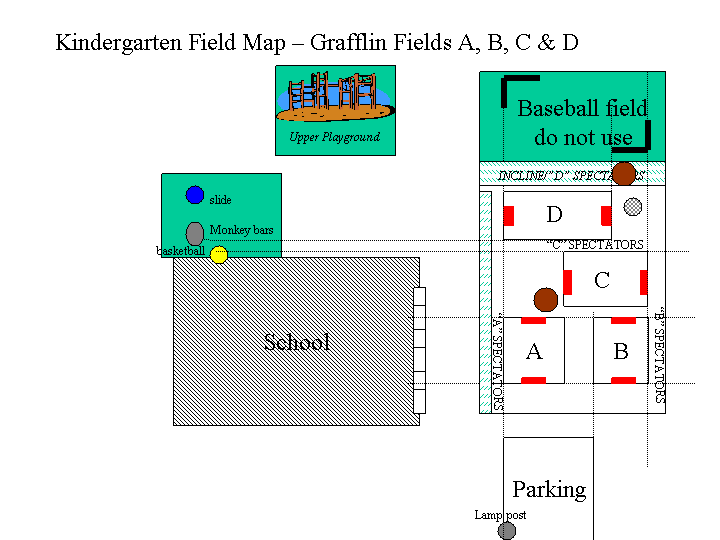 Kindergarten Field Map – Grafflin Fields A, B, C & D
Baseball field
do not use
Upper Playground
INCLINE/"D" SPECTATORS
slide
D
Monkey bars
"C" SPECTATORS
basketball
C
School
"A" SPECTATORS
A
B
"B" SPECTATORS
Parking
Lamp post